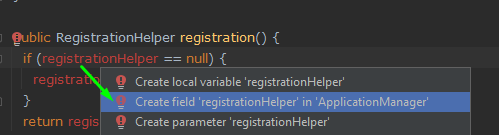 public RegistrationHelper registration() {
if (registrationHelper == null) {
registratio
Create local variable 'registrationHelper'
Create field 'registrationHelper' in 'ApplicationManager'
Create parameter 'registrationHelper'
}
return regis